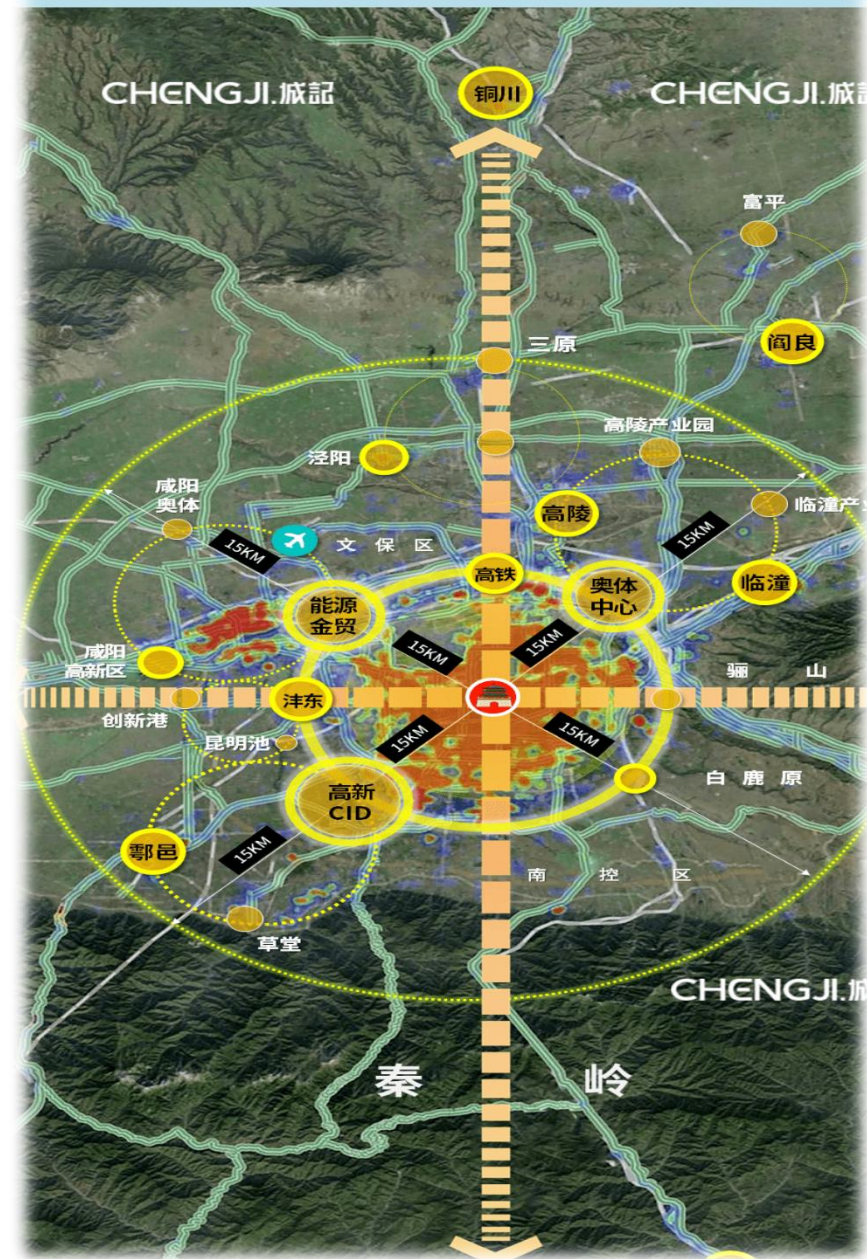 CHENGJI.城記
CHENGJI.城記
铜川
富平
阎良
三原
高陵产业园
泾阳
咸阳
奥体
高陵
临潼产
15KM
15KM
文保区
高铁
奥体
中心
临潼
能源
金贸
咸阳
高新区
15KM
15KM
骊山
沣东
创新港
昆明池
15KM
15KM
白鹿原
高新
CID
鄠邑
15KM
南控区
草堂
CHENGJI.城
秦岭